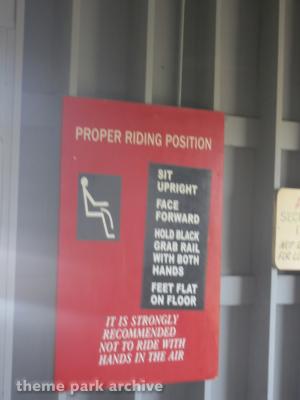 PROPER RIDING POSITION
SIT
UPRIGHT
FACE
FORWARD
HOLD BLACK
GRAB RAIL
WITH BOTH
HANDS
FEET FLAT
ON FLOOR
IT IS STRONGLY
RECOMMENDED
NOT TO RIDE WITH
HANDS IN THE AIR
theme park archive